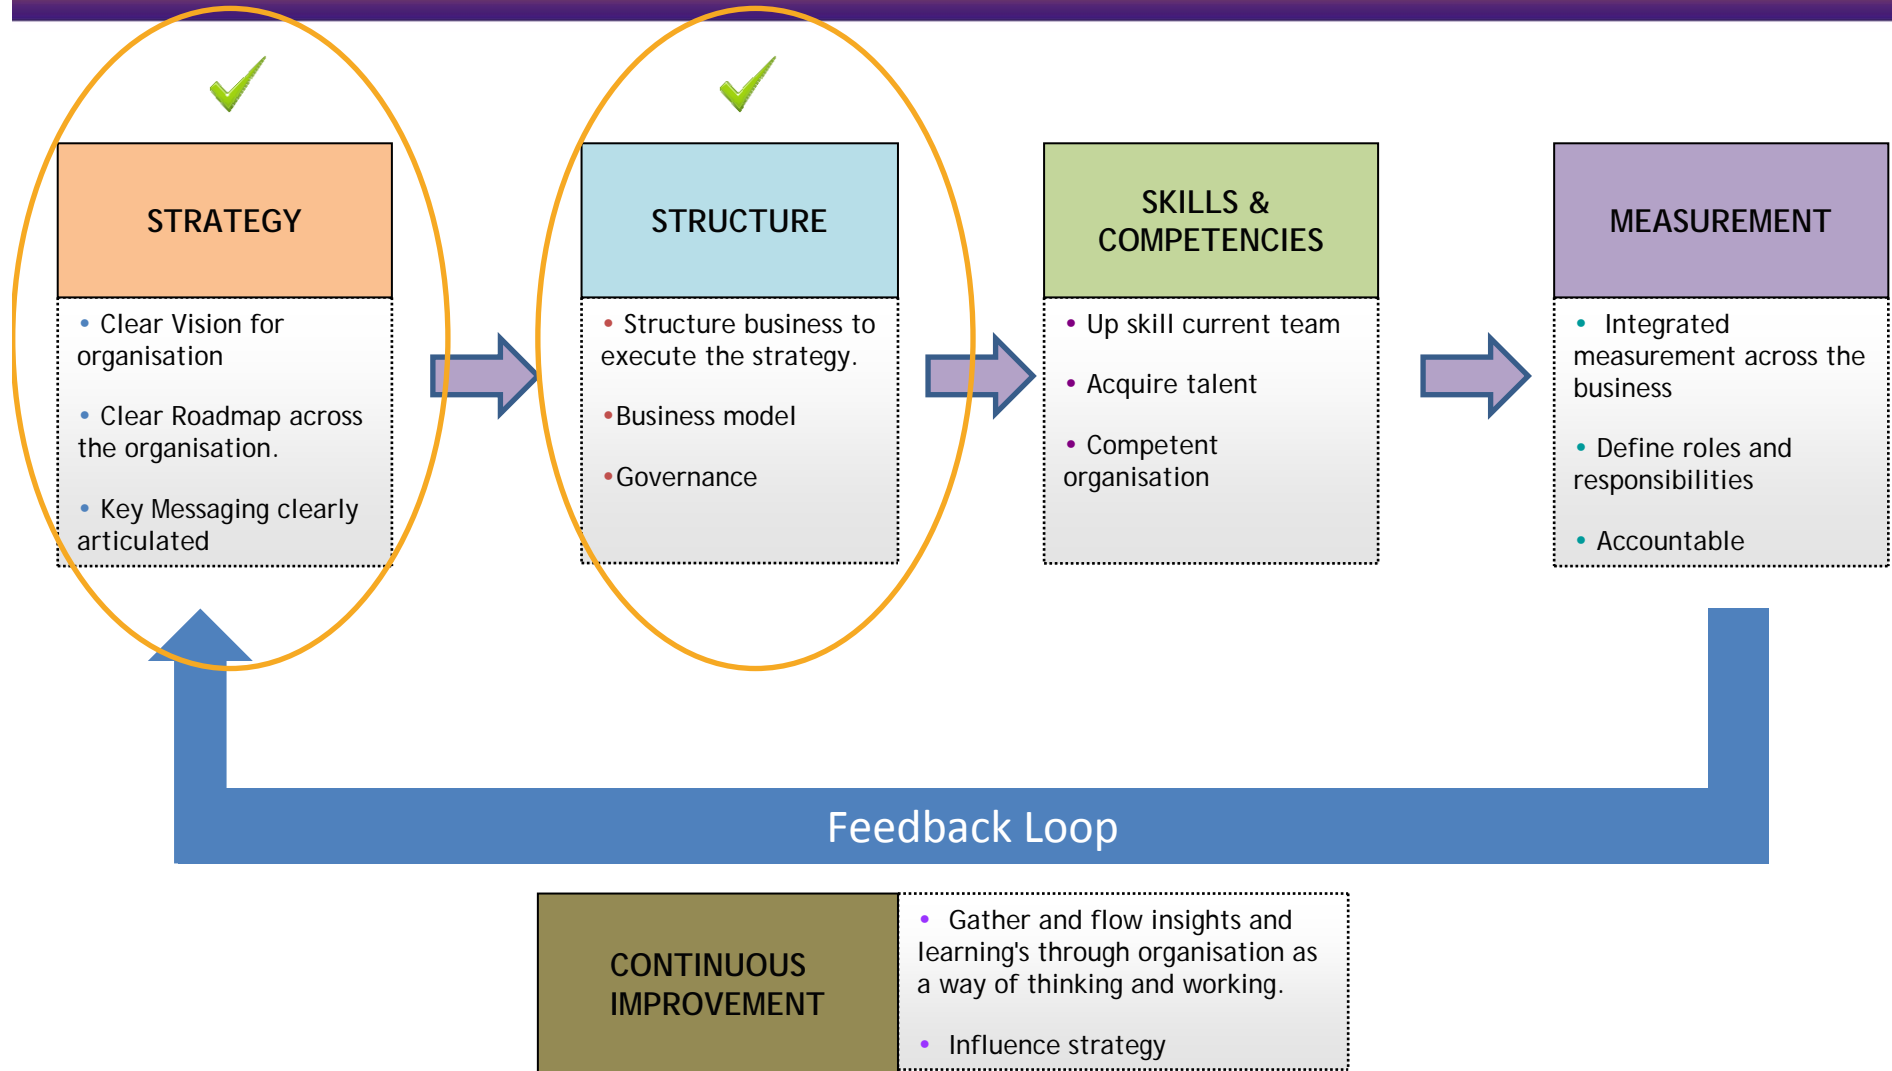 STRATEGY
• Clear Vision for
organisation
• Clear Roadmap across
the organisation.
• Key Messaging clearly
articulated
STRUCTURE
• Structure business to
execute the strategy.
•Business model
•Governance
SKILLS &
COMPETENCIES
• Up skill current team
• Acquire talent
• Competent
organisation
MEASUREMENT
• Integrated
measurement across the
business
• Define roles and
responsibilities
• Accountable
Feedback Loop
CONTINUOUS
IMPROVEMENT
• Gather and flow insights and
learning's through organisation as
a way of thinking and working.
• Influence strategy